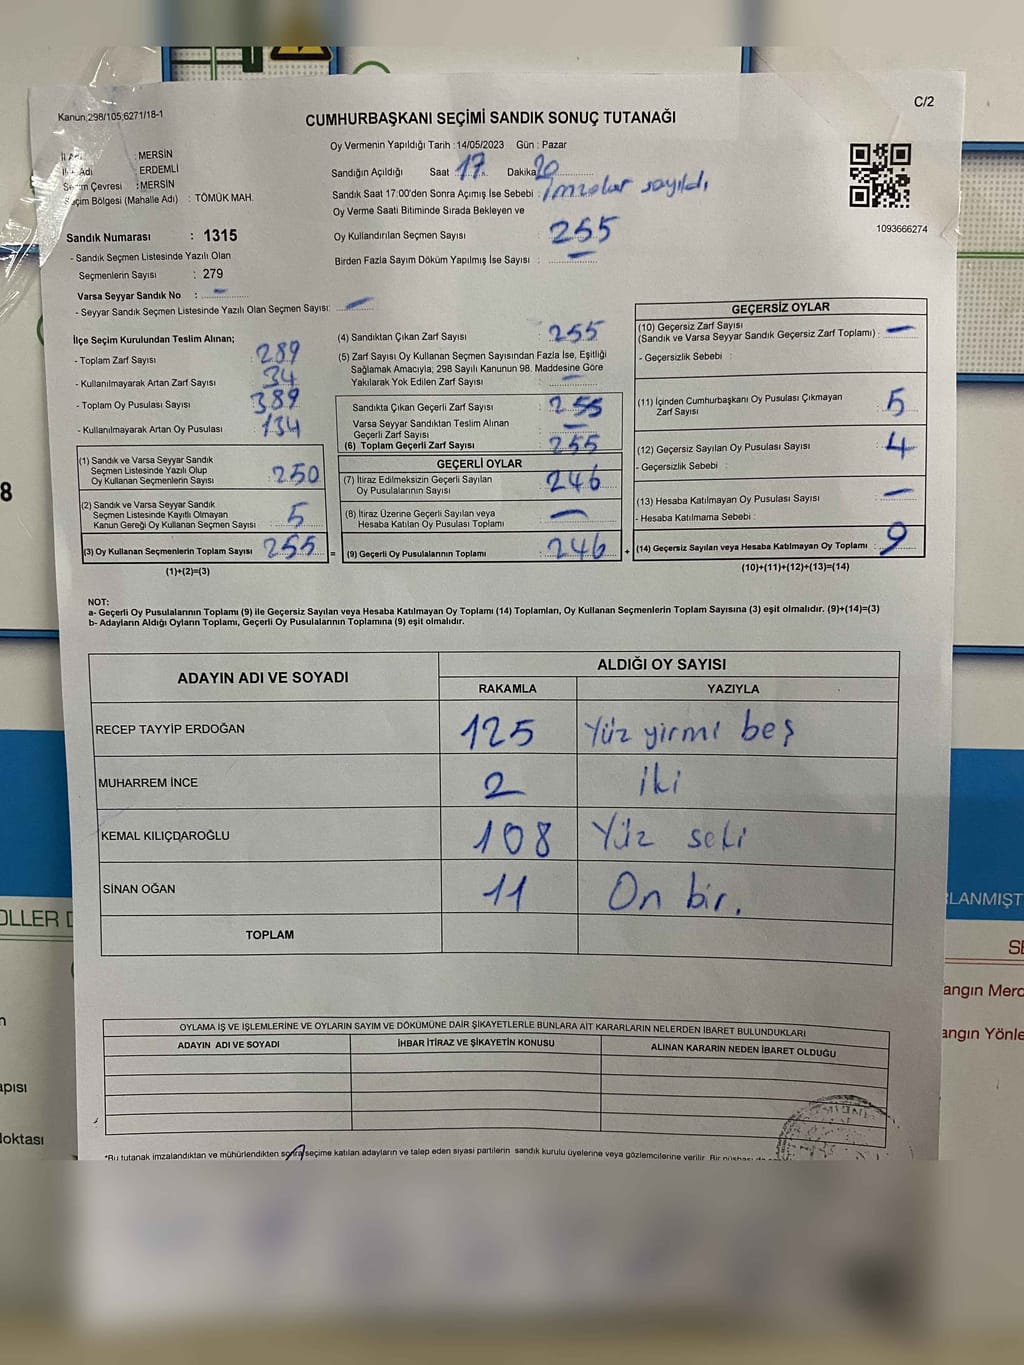 Kanun 298/105,6271/18-1
C/2
CUMHURBAŞKANI SEÇİMİ SANDIK SONUÇ TUTANAĞI
İl Adı : MERSİN
İlçe Adı : ERDEMLİ
Seçim Çevresi : MERSİN
Seçim Bölgesi (Mahalle Adı) : TÖMÜK MAH.
Oy Vermenin Yapıldığı Tarih : 14/05/2023 Gün : Pazar
Sandığın Açıldığı Saat 17 Dakika 20
Sandık Saat 17:00'den Sonra Açımış İse Sebebi : İmzalar sayıldı
Oy Verme Saati Bitiminde Sırada Bekleyen ve
Oy Kullandırılan Seçmen Sayısı 255
Birden Fazla Sayım Döküm Yapılmış İse Sayısı : —
1093666274
Sandık Numarası : 1315
- Sandık Seçmen Listesinde Yazılı Olan
Seçmenlerin Sayısı : 279
Varsa Seyyar Sandık No : —
- Seyyar Sandık Seçmen Listesinde Yazılı Olan Seçmen Sayısı: —
İlçe Seçim Kurulundan Teslim Alınan;
- Toplam Zarf Sayısı 289
- Kullanılmayarak Artan Zarf Sayısı 34
- Toplam Oy Pusulası Sayısı 389
- Kullanılmayarak Artan Oy Pusulası 134
(1) Sandık ve Varsa Seyyar Sandık
Seçmen Listesinde Yazılı Olup
Oy Kullanan Seçmenlerin Sayısı : 250
(2) Sandık ve Varsa Seyyar Sandık
Seçmen Listesinde Kayıtlı Olmayan
Kanun Gereği Oy Kullanan Seçmen Sayısı : 5
(3) Oy Kullanan Seçmenlerin Toplam Sayısı 255 =
(1)+(2)=(3)
(4) Sandıktan Çıkan Zarf Sayısı : 255
(5) Zarf Sayısı Oy Kullanan Seçmen Sayısından Fazla İse, Eşitliği
Sağlamak Amacıyla; 298 Sayılı Kanunun 98. Maddesine Göre
Yakılarak Yok Edilen Zarf Sayısı : —
Sandıkta Çıkan Geçerli Zarf Sayısı : 255
Varsa Seyyar Sandıktan Teslim Alınan
Geçerli Zarf Sayısı : —
(6) Toplam Geçerli Zarf Sayısı : 255
GEÇERLİ OYLAR
(7) İtiraz Edilmeksizin Geçerli Sayılan
Oy Pusulalarının Sayısı : 246
(8) İtiraz Üzerine Geçerli Sayılan veya
Hesaba Katılan Oy Pusulası Toplamı : —
(9) Geçerli Oy Pusulalarının Toplamı : 246 +
GEÇERSİZ OYLAR
(10) Geçersiz Zarf Sayısı
(Sandık ve Varsa Seyyar Sandık Geçersiz Zarf Toplamı) : —
- Geçersizlik Sebebi :
(11) İçinden Cumhurbaşkanı Oy Pusulası Çıkmayan
Zarf Sayısı : 5
(12) Geçersiz Sayılan Oy Pusulası Sayısı : 4
- Geçersizlik Sebebi :
(13) Hesaba Katılmayan Oy Pusulası Sayısı : —
- Hesaba Katılmama Sebebi :
(14) Geçersiz Sayılan veya Hesaba Katılmayan Oy Toplamı : 9
(10)+(11)+(12)+(13)=(14)
NOT:
a- Geçerli Oy Pusulalarının Toplamı (9) ile Geçersiz Sayılan veya Hesaba Katılmayan Oy Toplamı (14) Toplamları, Oy Kullanan Seçmenlerin Toplam Sayısına (3) eşit olmalıdır. (9)+(14)=(3)
b- Adayların Aldığı Oyların Toplamı, Geçerli Oy Pusulalarının Toplamına (9) eşit olmalıdır.
ADAYIN ADI VE SOYADI
ALDIĞI OY SAYISI
RAKAMLA YAZIYLA
RECEP TAYYİP ERDOĞAN 125 Yüz yirmi beş
MUHARREM İNCE 2 iki
KEMAL KILIÇDAROĞLU 108 Yüz seki
SİNAN OĞAN 11 On bir.
TOPLAM
OYLAMA İŞ VE İŞLEMLERİNE VE OYLARIN SAYIM VE DÖKÜMÜNE DAİR ŞİKAYETLERLE BUNLARA AİT KARARLARIN NELERDEN İBARET BULUNDUKLARI
ADAYIN ADI VE SOYADI İHBAR İTİRAZ VE ŞİKAYETİN KONUSU ALINAN KARARIN NEDEN İBARET OLDUĞU
*Bu tutanak imzalandıktan ve mühürlendikten sonra seçime katılan adayların ve talep eden siyasi partilerin sandık kurulu üyelerine veya gözlemcilerine verilir. Bir nüshası da
8
OLLER D
apısı
Noktası
LANMIŞT
SE
angın Merd
angın Yönle